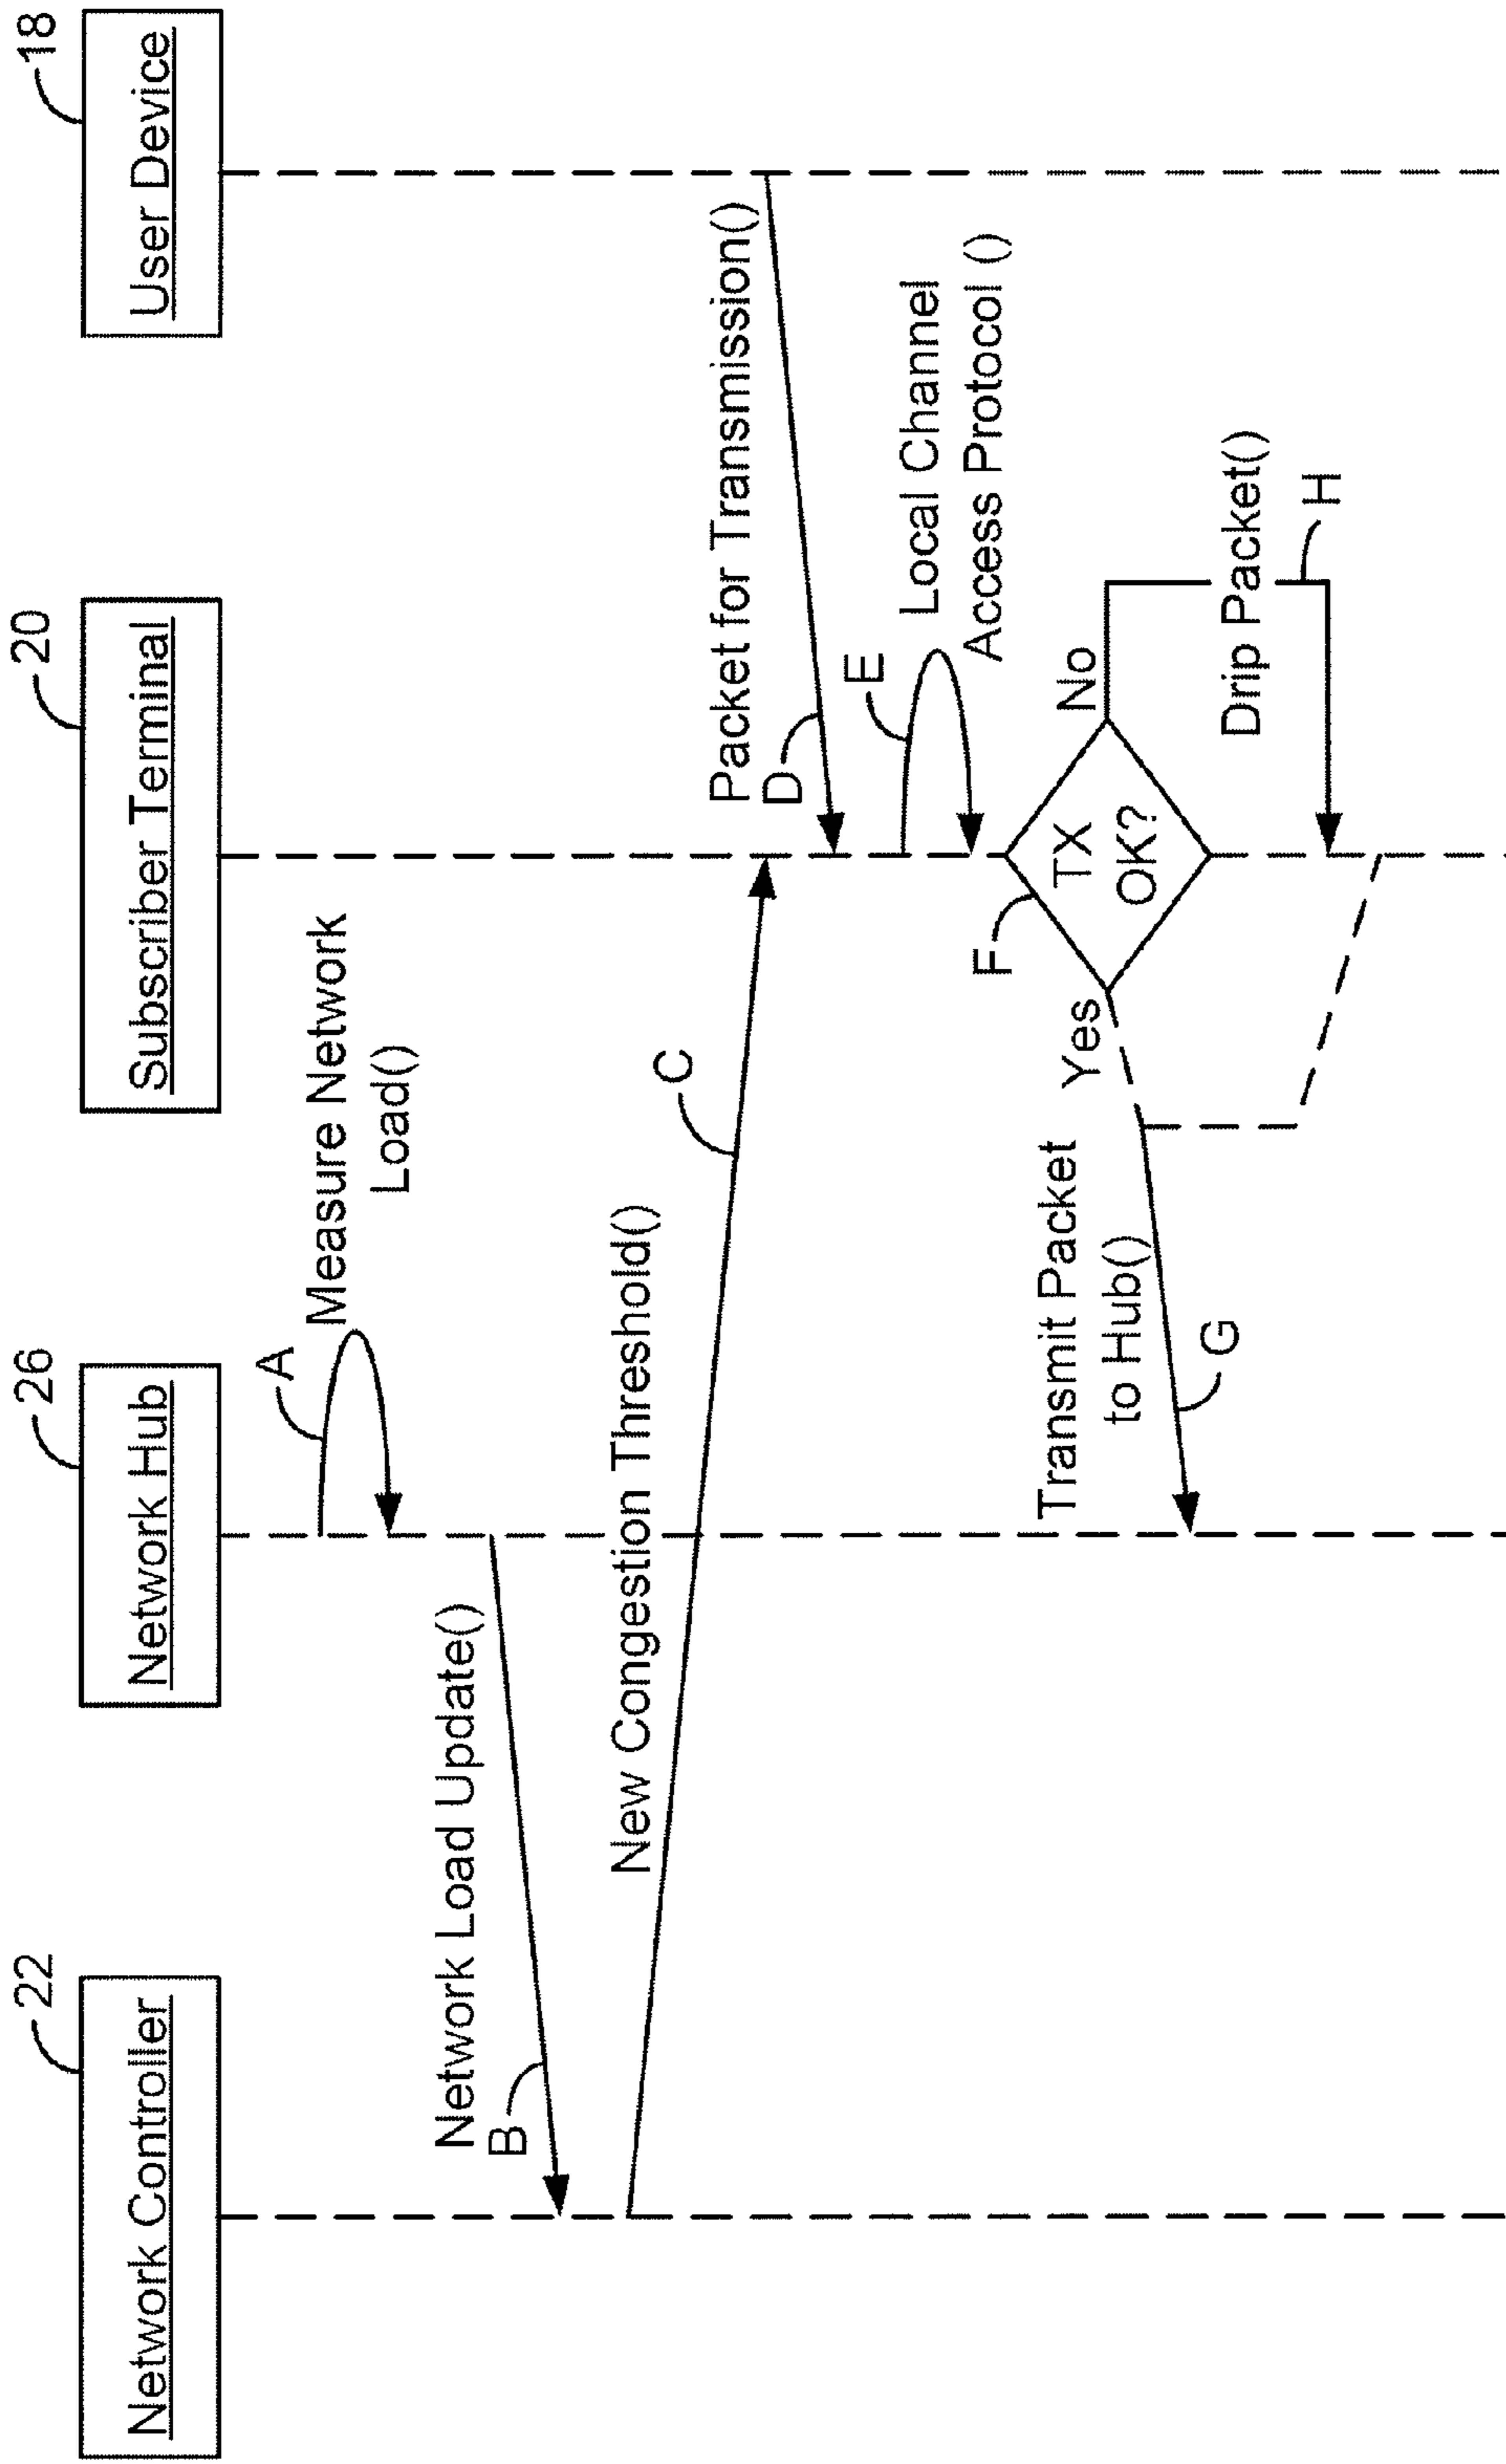 22
Network Controller
26
Network Hub
20
Subscriber Terminal
18
User Device
A
Measure Network
Load()
Network Load Update()
B
New Congestion Threshold()
C
Packet for Transmission()
D
E
Local Channel
Access Protocol ()
F
TX
OK?
Yes
No
Transmit Packet
to Hub()
G
Drip Packet()
H